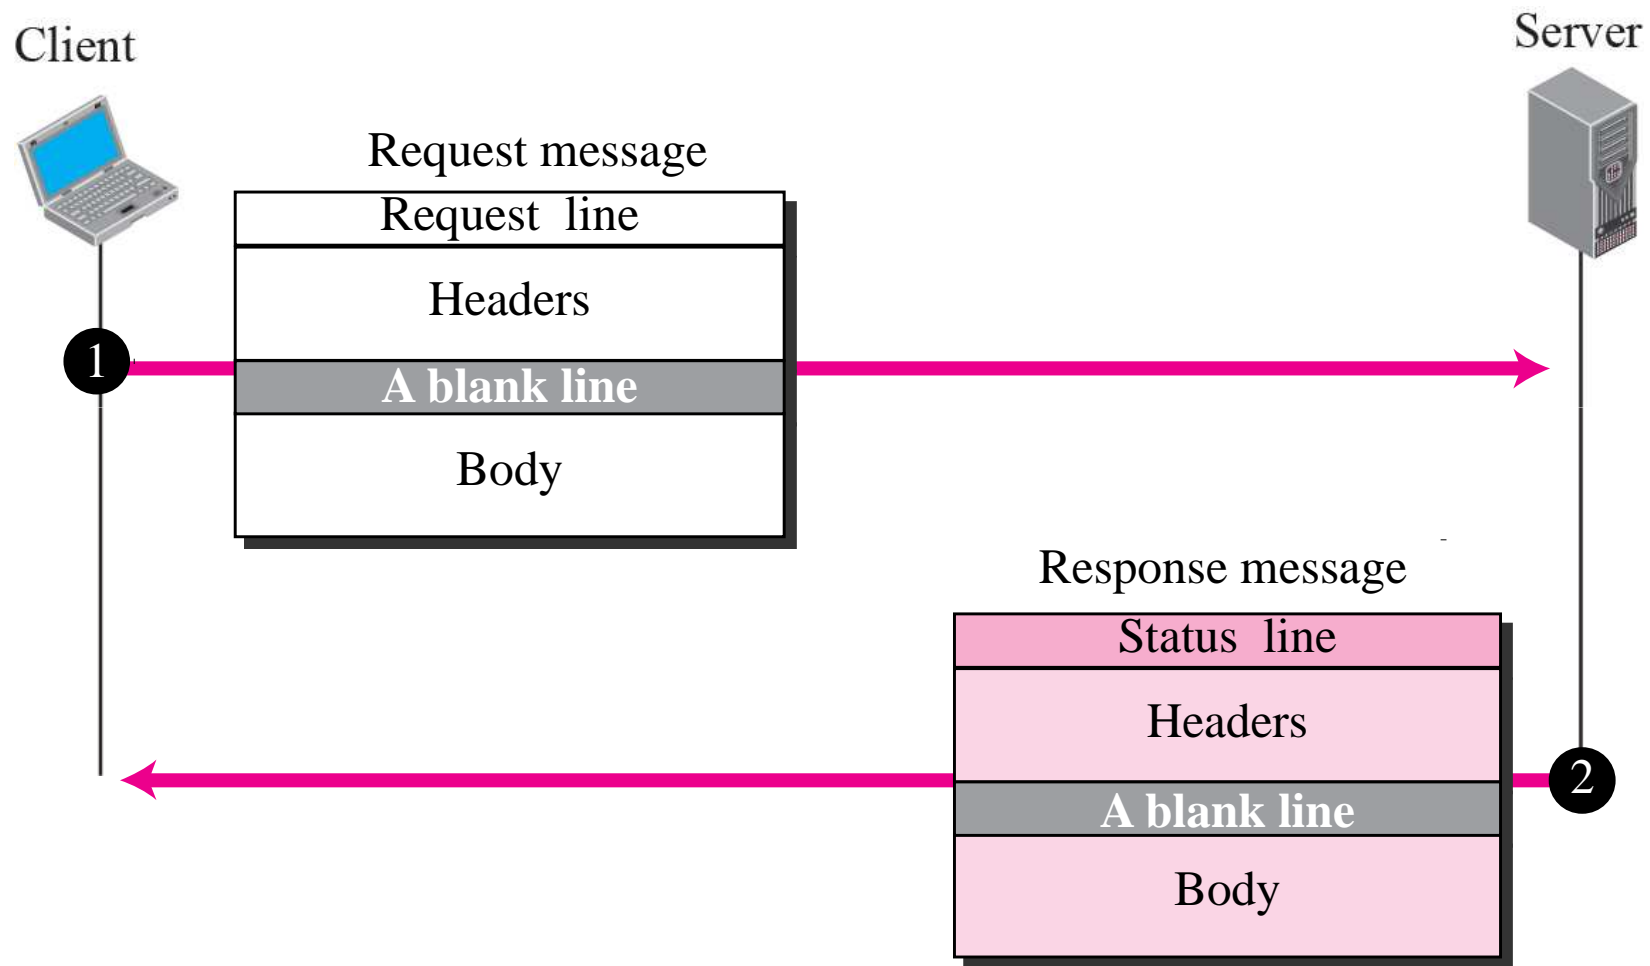 Client
Server
Request message
Request line
Headers
1
A blank line
Body
Response message
Status line
Headers
2
A blank line
Body